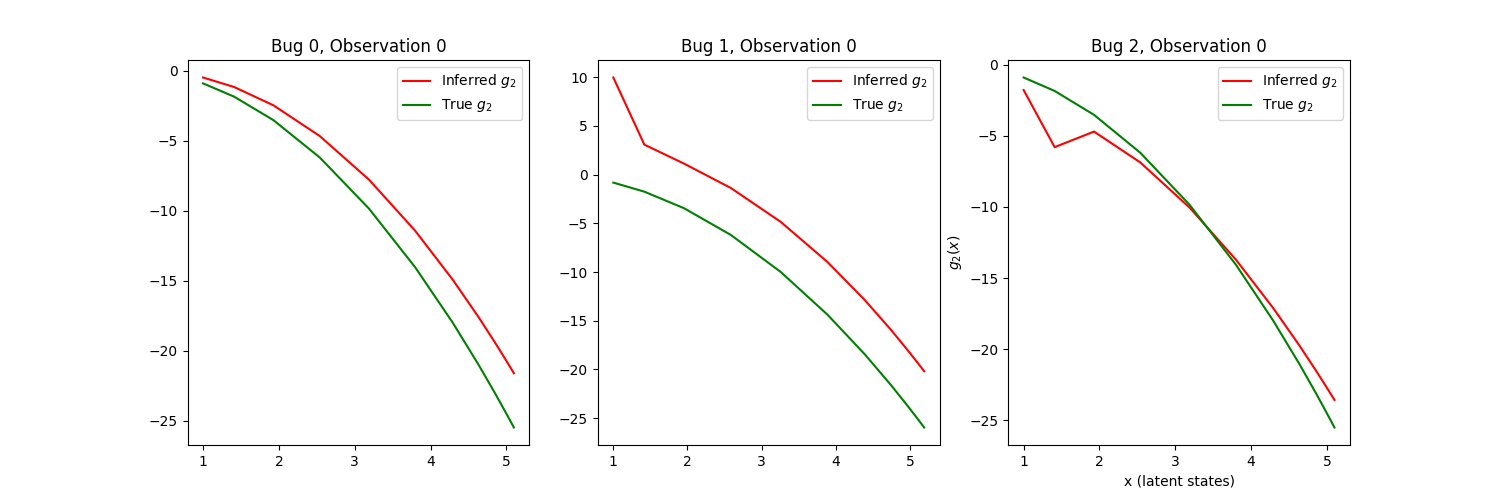 Bug 0, Observation 0
Inferred g₂
True g₂
0
−5
−10
−15
−20
−25
1 2 3 4 5
Bug 1, Observation 0
Inferred g₂
True g₂
10
5
0
−5
−10
−15
−20
−25
1 2 3 4 5
Bug 2, Observation 0
Inferred g₂
True g₂
g₂(x)
0
−5
−10
−15
−20
−25
1 2 3 4 5
x (latent states)